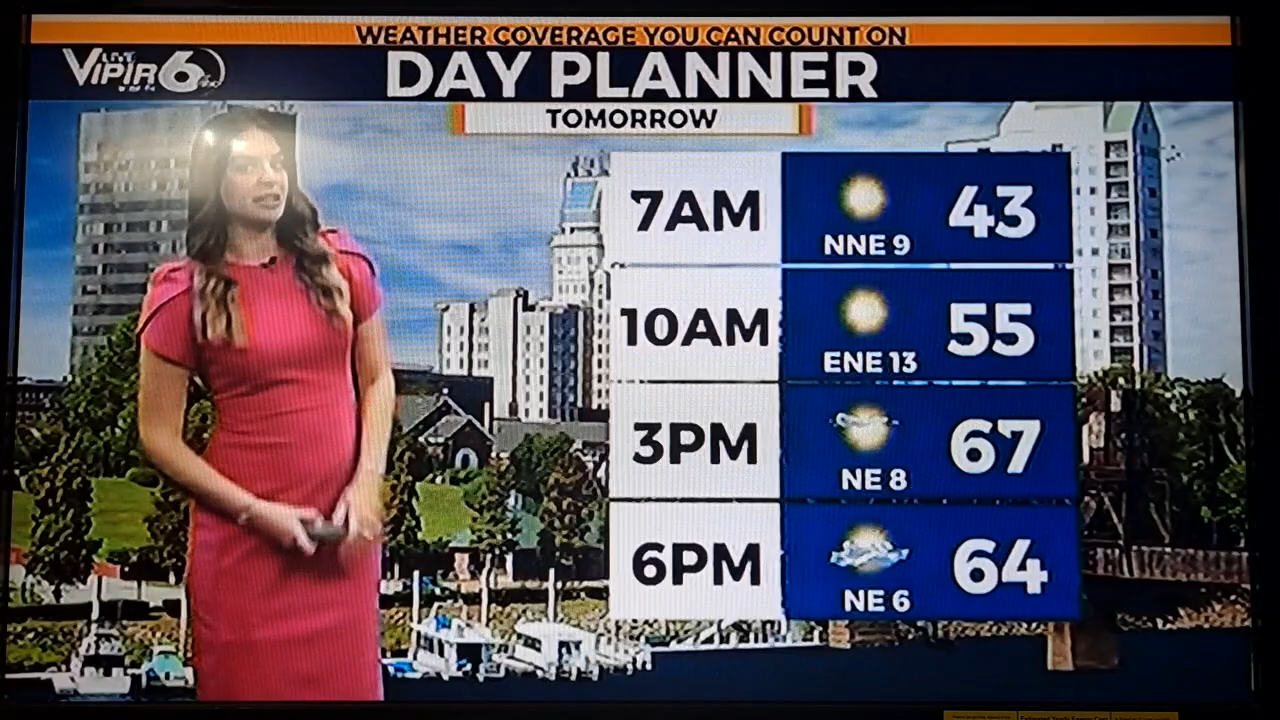 WEATHER COVERAGE YOU CAN COUNT ON
LIVE
VIPIR 6
DAY PLANNER
TOMORROW
7AM NNE 9 43
10AM ENE 13 55
3PM NE 8 67
6PM NE 6 64